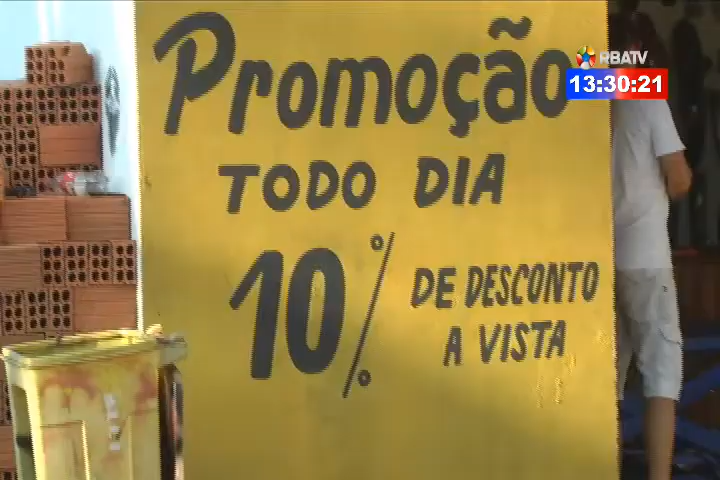 Promoção
RBATV
13:30:21
TODO DIA
10% DE DESCONTO
A VISTA